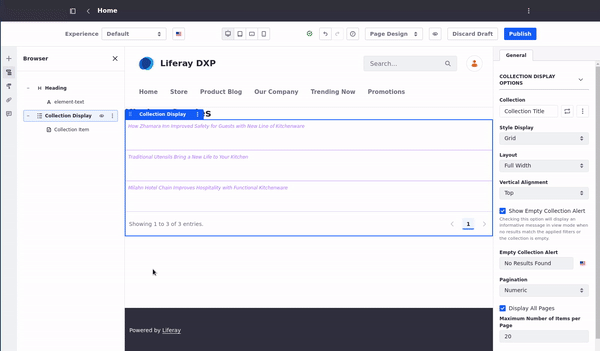 Home
Experience Default Page Design Discard Draft Publish
Browser
Heading
element-text
Collection Display
Collection Item
Liferay DXP
Search...
Home Store Product Blog Our Company Trending Now Promotions
Collection Display
How Zhamara Inn Improved Safety for Guests with New Line of Kitchenware
Traditional Utensils Bring a New Life to Your Kitchen
Milano Hotel Chain Improves Hospitality with Functional Kitchenware
Showing 1 to 3 of 3 entries.
1
Powered by Liferay
General
COLLECTION DISPLAY
OPTIONS
Collection
Collection Title
Style Display
Grid
Layout
Full Width
Vertical Alignment
Top
Show Empty Collection Alert
Checking this option will display an
informative message in view mode when
no results match the applied filters or
the collection is empty.
Empty Collection Alert
No Results Found
Pagination
Numeric
Display All Pages
Maximum Number of Items per
Page
20